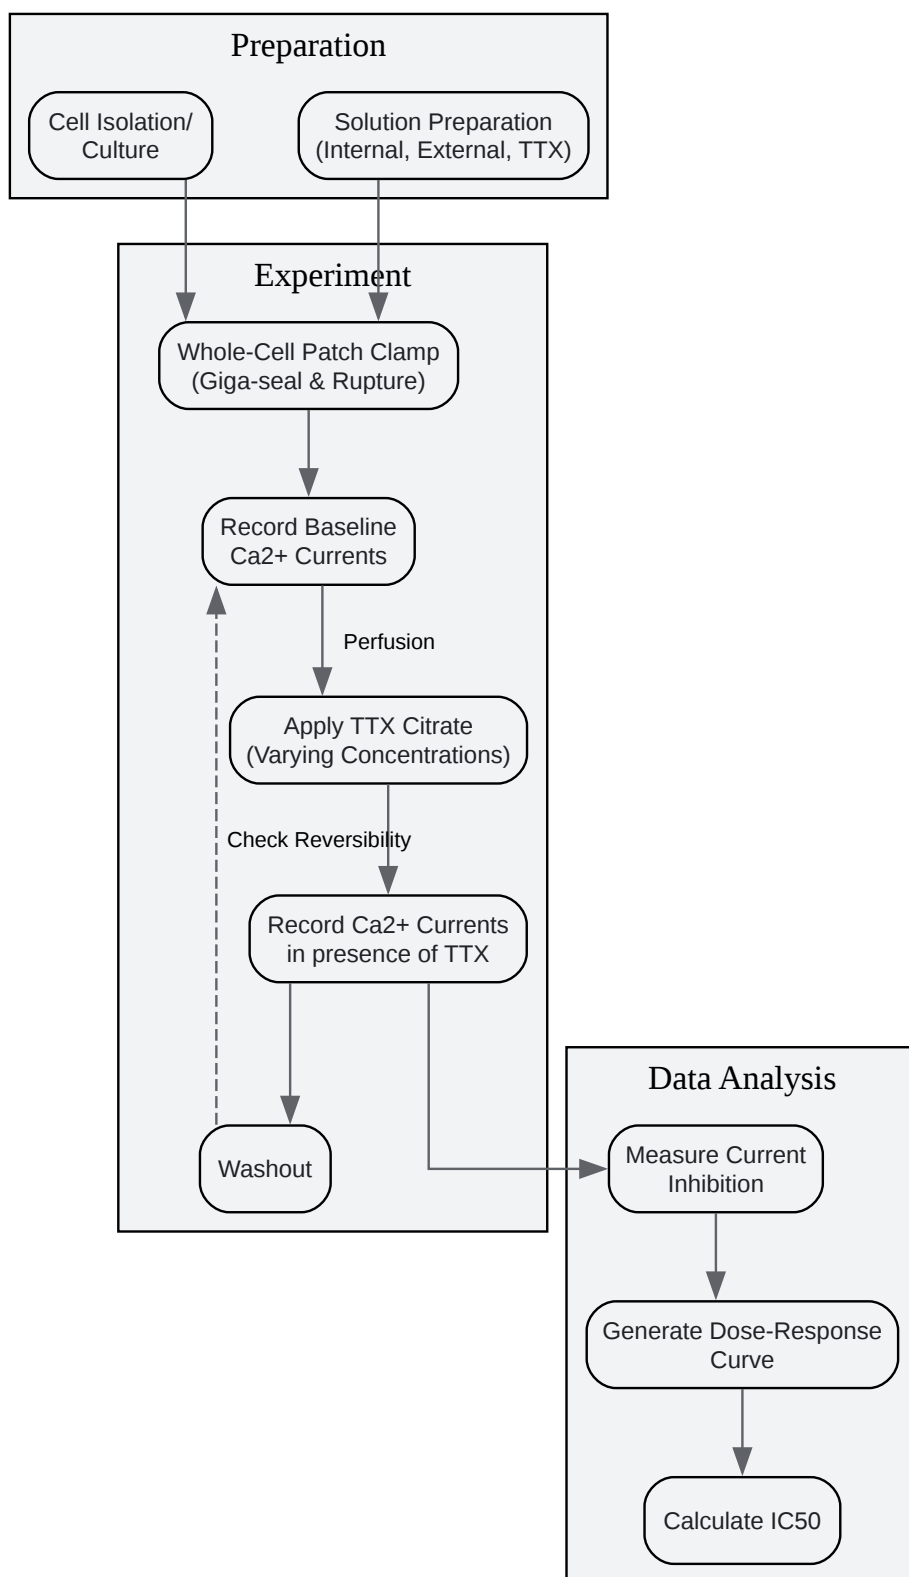 Preparation
Cell Isolation/
Culture
Solution Preparation
(Internal, External, TTX)
Experiment
Whole-Cell Patch Clamp
(Giga-seal & Rupture)
Record Baseline
Ca2+ Currents
Perfusion
Apply TTX Citrate
(Varying Concentrations)
Check Reversibility
Record Ca2+ Currents
in presence of TTX
Washout
Data Analysis
Measure Current
Inhibition
Generate Dose-Response
Curve
Calculate IC50